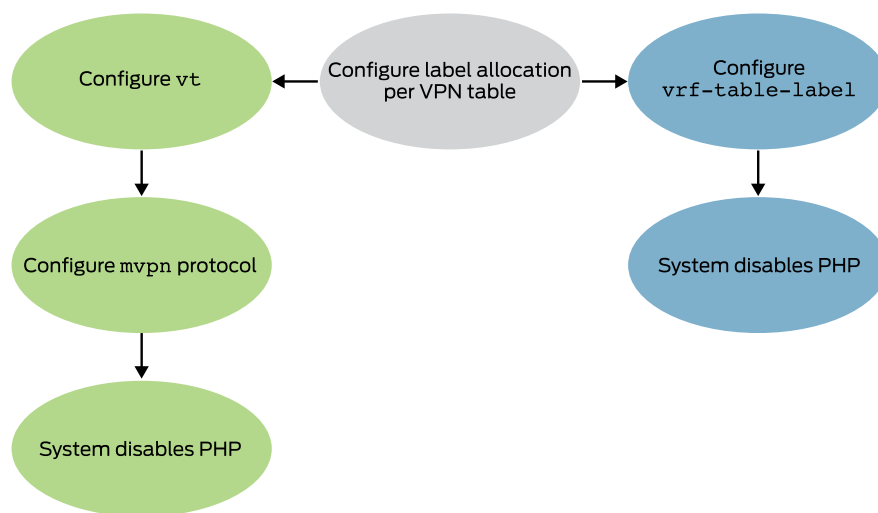 Configure vt
Configure label allocation
per VPN table
Configure
vrf-table-label
Configure mvpn protocol
System disables PHP
System disables PHP